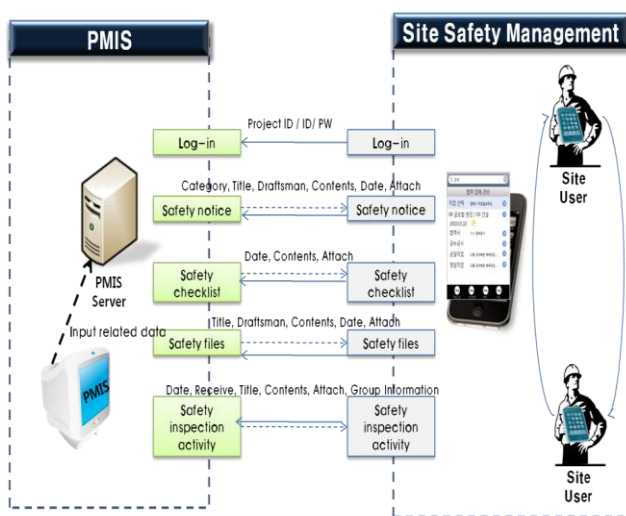 PMIS
Site Safety Management
Project ID / ID/ PW
Log-in
Log-in
Site
User
Category, Title, Draftsman, Contents, Date, Attach
Safety notice
Safety notice
PMIS
Server
Date, Contents, Attach
Safety
checklist
Safety
checklist
Input related data
Title, Draftsman, Contents, Date, Attach
Safety files
Safety files
PMIS
Date, Receive, Title, Contents, Attach, Group Information
Safety
inspection
activity
Safety
inspection
activity
Site
User